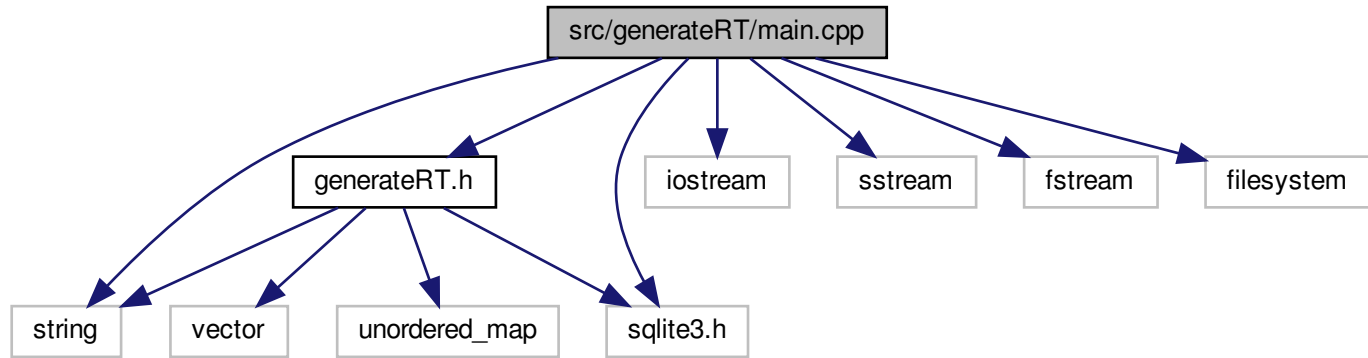 src/generateRT/main.cpp
generateRT.h
iostream
sstream
fstream
filesystem
string
vector
unordered_map
sqlite3.h